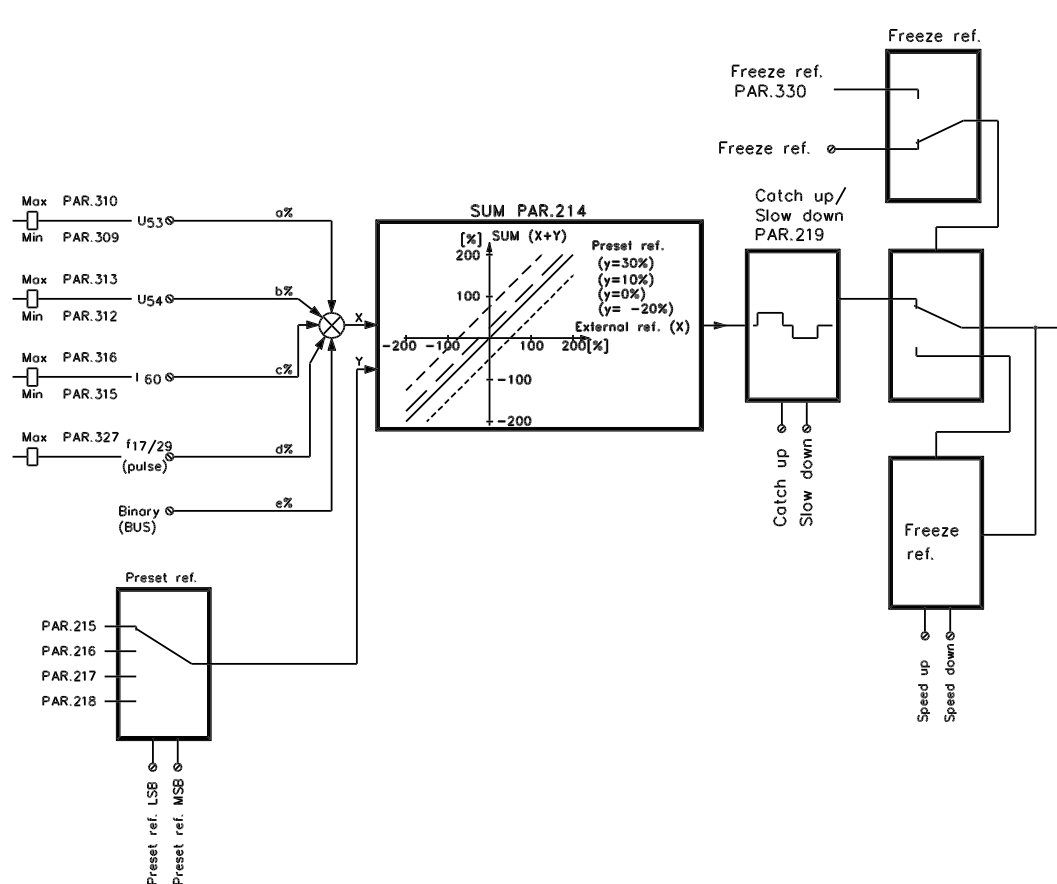 Freeze ref.
Freeze ref.
PAR.330
Freeze ref.
Catch up/
Slow down
PAR.219
Max PAR.310
U53
a%
Min PAR.309
Max PAR.313
U54
b%
Min PAR.312
Max PAR.316
I 60
c%
Min PAR.315
Max PAR.327
f17/29
(pulse)
d%
Binary
(BUS)
e%
X
Y
SUM PAR.214
[%] SUM (X+Y)
200
100
-200 -100
100 200[%]
-100
-200
Preset ref.
(y=30%)
(y=10%)
(y=0%)
(y= -20%)
External ref. (X)
Catch up
Slow down
Freeze
ref.
Speed up
Speed down
Preset ref.
PAR.215
PAR.216
PAR.217
PAR.218
Preset ref. LSB
Preset ref. MSB